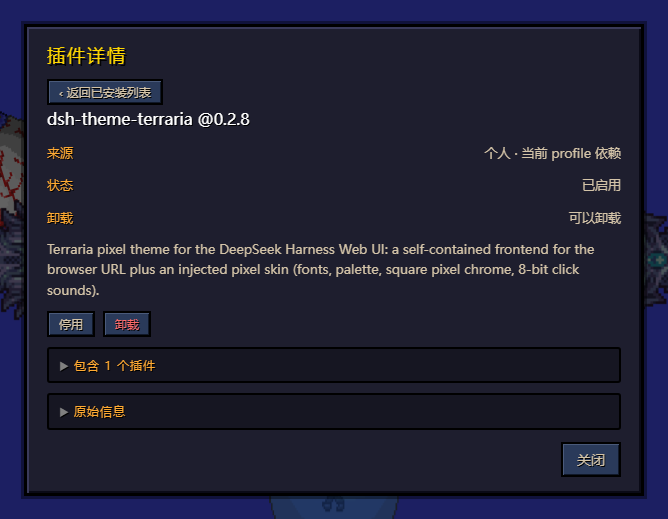 插件详情
‹ 返回已安装列表
dsh-theme-terraria @0.2.8
来源 个人 · 当前 profile 依赖
状态 已启用
卸载 可以卸载
Terraria pixel theme for the DeepSeek Harness Web UI: a self-contained frontend for the
browser URL plus an injected pixel skin (fonts, palette, square pixel chrome, 8-bit click
sounds).
停用 卸载
▶ 包含 1 个插件
▶ 原始信息
关闭